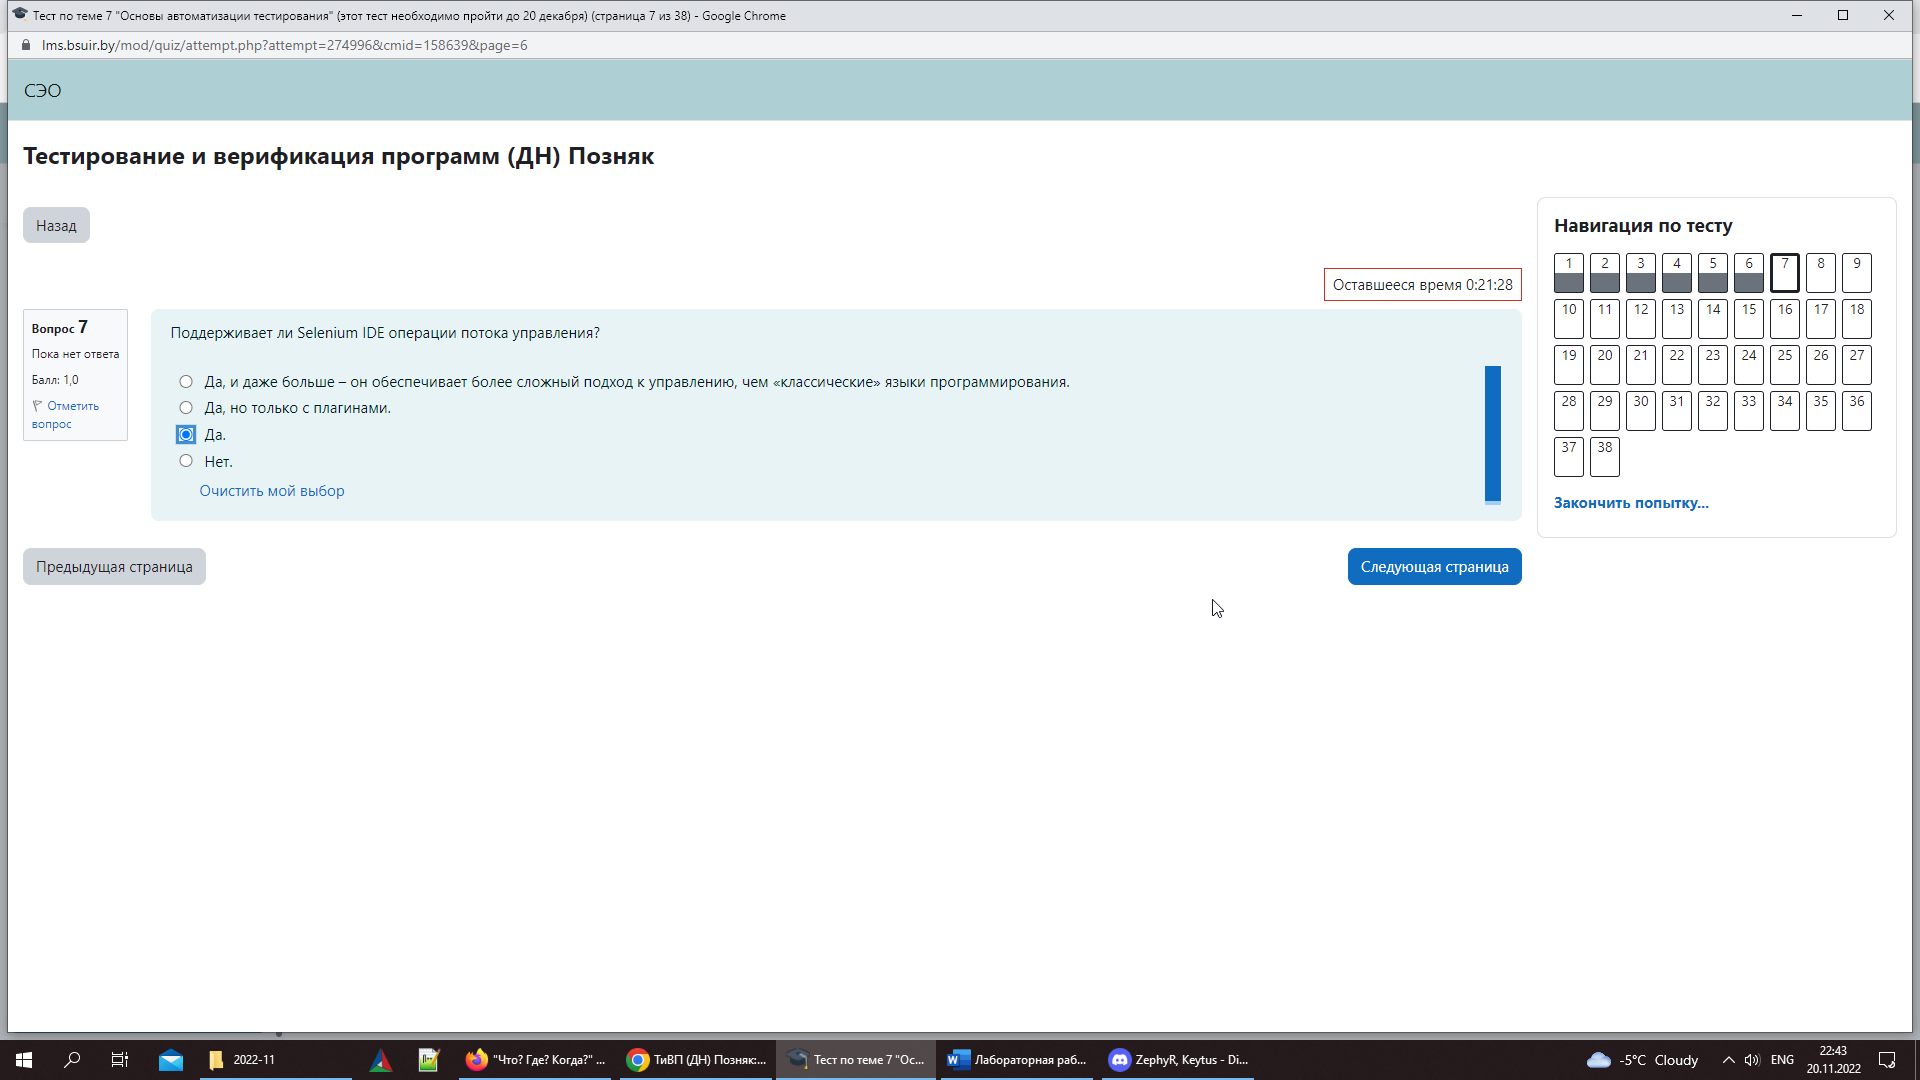 Тест по теме 7 "Основы автоматизации тестирования" (этот тест необходимо пройти до 20 декабря) (страница 7 из 38) - Google Chrome
lms.bsuir.by/mod/quiz/attempt.php?attempt=274996&cmid=158639&page=6
СЭО
Тестирование и верификация программ (ДН) Позняк
Назад
Оставшееся время 0:21:28
Вопрос 7
Пока нет ответа
Балл: 1,0
Отметить
вопрос
Поддерживает ли Selenium IDE операции потока управления?
Да, и даже больше – он обеспечивает более сложный подход к управлению, чем «классические» языки программирования.
Да, но только с плагинами.
Да.
Нет.
Очистить мой выбор
Предыдущая страница
Следующая страница
Навигация по тесту
1 2 3 4 5 6 7 8 9
10 11 12 13 14 15 16 17 18
19 20 21 22 23 24 25 26 27
28 29 30 31 32 33 34 35 36
37 38
Закончить попытку...
2022-11
"Что? Где? Когда?" ...
ТиВП (ДН) Позняк:...
Тест по теме 7 "Ос...
Лабораторная раб...
ZephyR, Keytus - Di...
-5°C Cloudy
ENG
22:43
20.11.2022